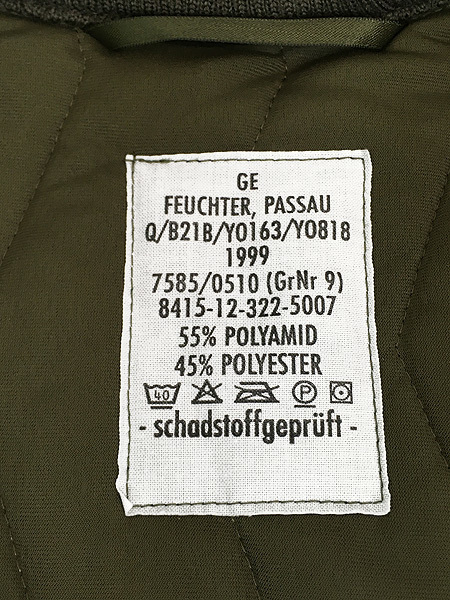 GE
FEUCHTER, PASSAU
Q/B21B/Y0163/Y0818
1999
7585/0510 (GrNr 9)
8415-12-322-5007
55% POLYAMID
45% POLYESTER
40 P
- schadstoffgeprüft -